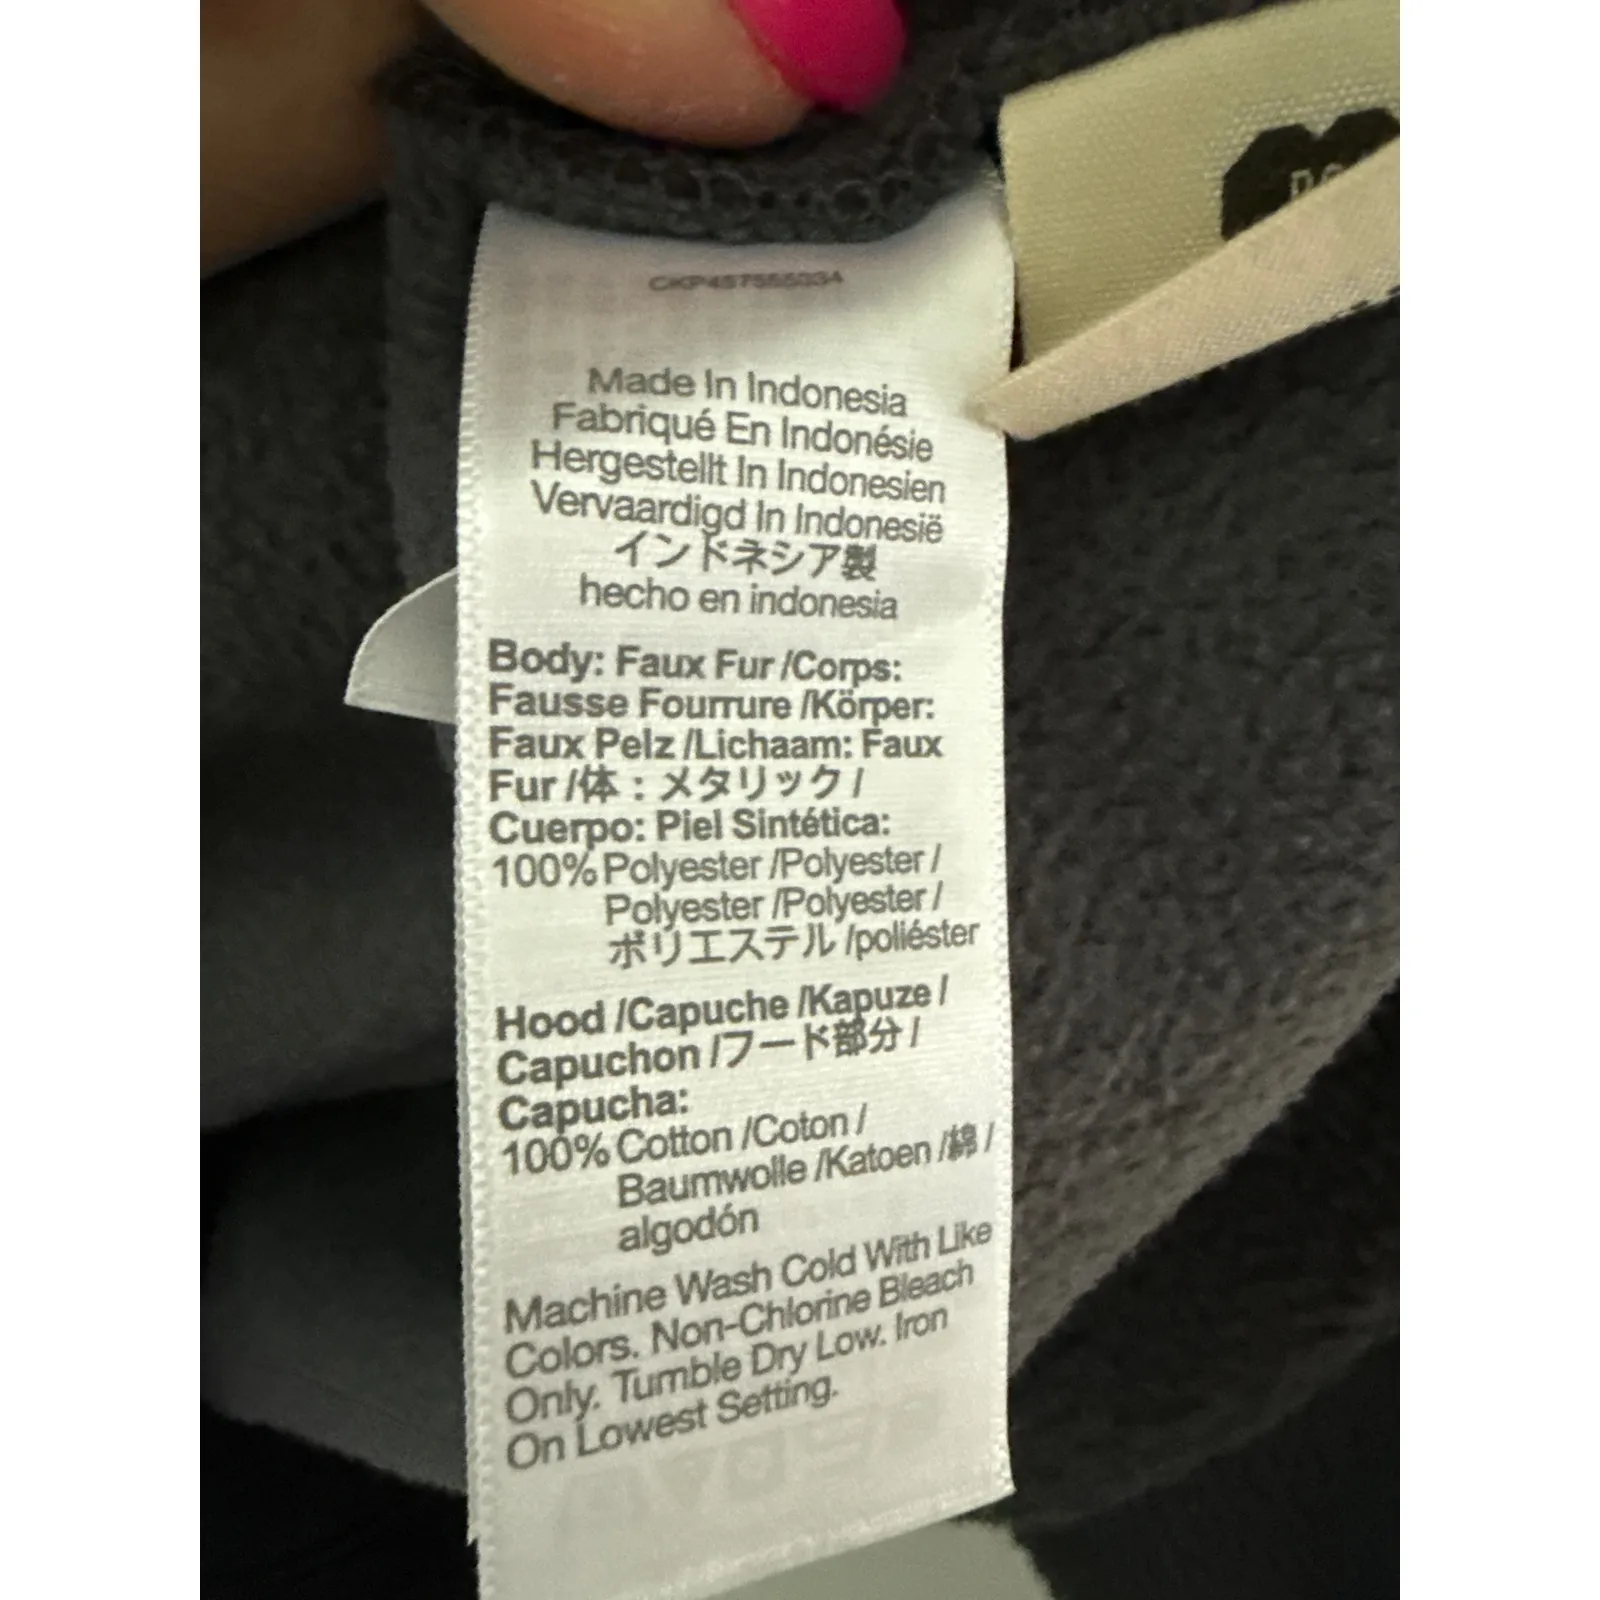 Made In Indonesia
Fabriqué En Indonésie
Hergestellt In Indonesien
Vervaardigd In Indonesië
インドネシア製
hecho en indonesia
Body: Faux Fur /Corps:
Fausse Fourrure /Körper:
Faux Pelz /Lichaam: Faux
Fur /体 : メタリック /
Cuerpo: Piel Sintética:
100% Polyester /Polyester /
Polyester /Polyester /
ポリエステル /poliéster
Hood /Capuche /Kapuze /
Capuchon /フード部分 /
Capucha:
100% Cotton /Coton /
Baumwolle /Katoen /綿 /
algodón
Machine Wash Cold With Like
Colors. Non-Chlorine Bleach
Only. Tumble Dry Low. Iron
On Lowest Setting.